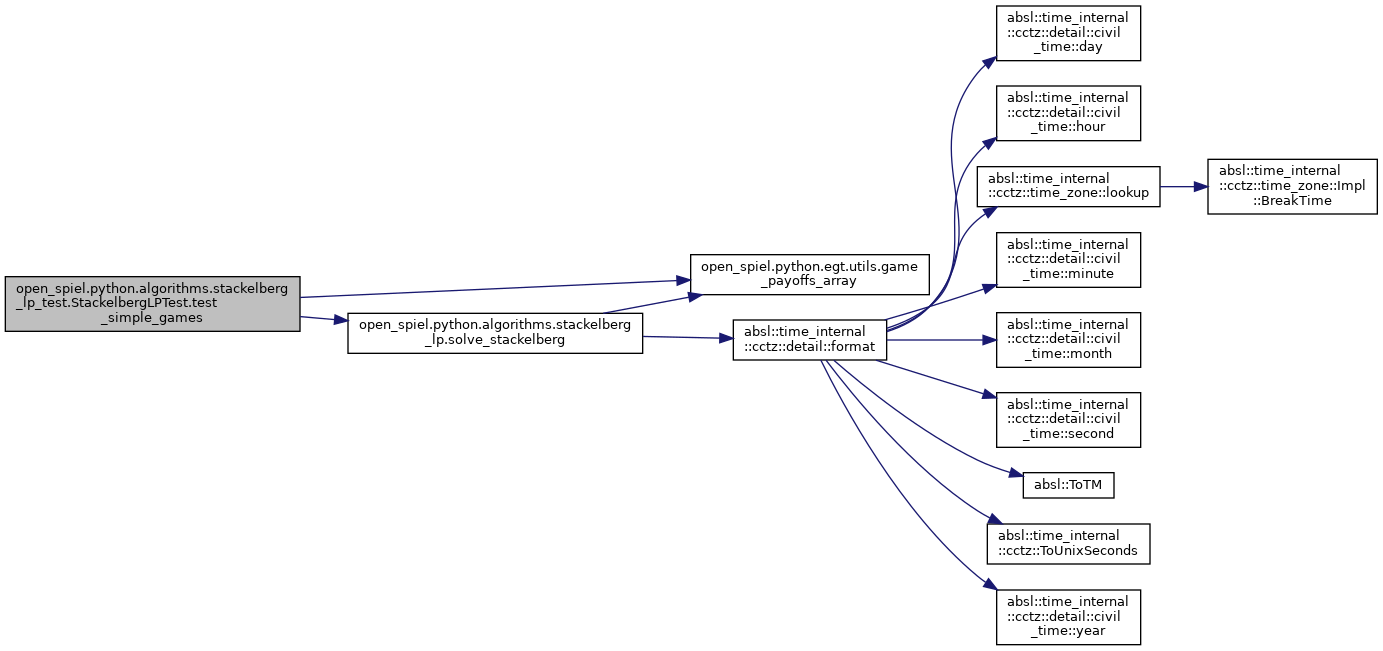 open_spiel.python.algorithms.stackelberg
_lp_test.StackelbergLPTest.test
_simple_games
open_spiel.python.egt.utils.game
_payoffs_array
open_spiel.python.algorithms.stackelberg
_lp.solve_stackelberg
absl::time_internal
::cctz::detail::format
absl::time_internal
::cctz::detail::civil
_time::day
absl::time_internal
::cctz::detail::civil
_time::hour
absl::time_internal
::cctz::time_zone::lookup
absl::time_internal
::cctz::time_zone::Impl
::BreakTime
absl::time_internal
::cctz::detail::civil
_time::minute
absl::time_internal
::cctz::detail::civil
_time::month
absl::time_internal
::cctz::detail::civil
_time::second
absl::ToTM
absl::time_internal
::cctz::ToUnixSeconds
absl::time_internal
::cctz::detail::civil
_time::year